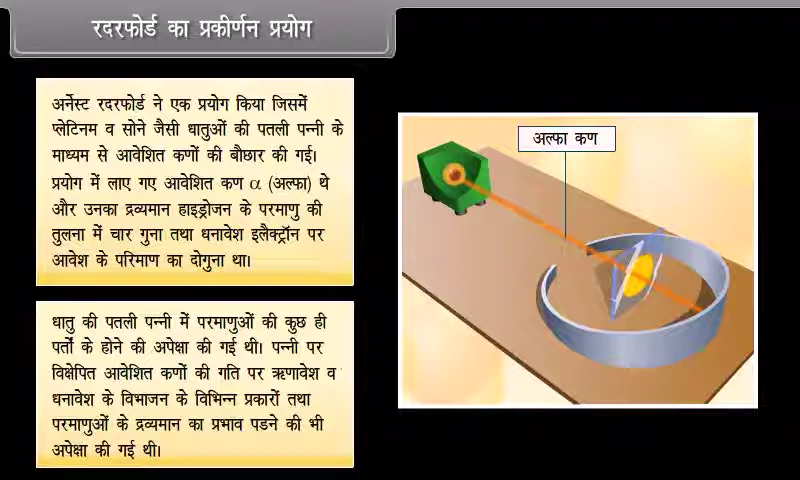 रदरफोर्ड का प्रकीर्णन प्रयोग
अर्नेस्ट रदरफोर्ड ने एक प्रयोग किया जिसमें
प्लेटिनम व सोने जैसी धातुओं की पतली पन्नी के
माध्यम से आवेशित कणों की बौछार की गई।
प्रयोग में लाए गए आवेशित कण α (अल्फा) थे
और उनका द्रव्यमान हाइड्रोजन के परमाणु की
तुलना में चार गुना तथा धनावेश इलैक्ट्रॉन पर
आवेश के परिमाण का दोगुना था।
धातु की पतली पन्नी में परमाणुओं की कुछ ही
पर्तों के होने की अपेक्षा की गई थी। पन्नी पर
विक्षेपित आवेशित कणों की गति पर ऋणावेश व
धनावेश के विभाजन के विभिन्न प्रकारों तथा
परमाणुओं के द्रव्यमान का प्रभाव पडने की भी
अपेक्षा की गई थी।
अल्फा कण